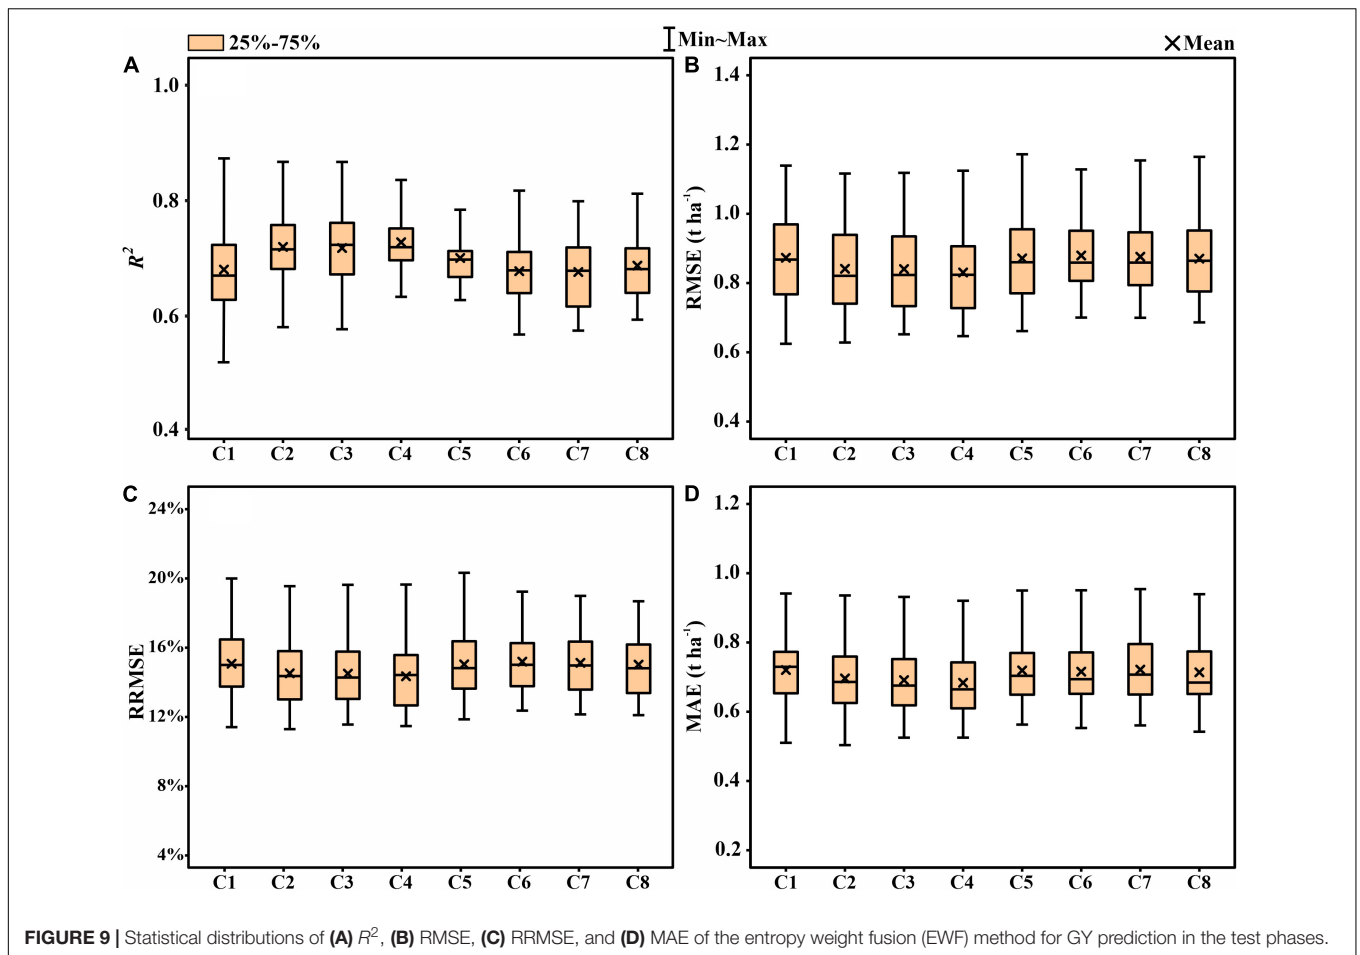 25%-75%
Min~Max
Mean
A
1.0
0.8
0.6
0.4
R²
C1 C2 C3 C4 C5 C6 C7 C8
B
1.4
1.2
1.0
0.8
0.6
0.4
RMSE (t ha⁻¹)
C1 C2 C3 C4 C5 C6 C7 C8
C
24%
20%
16%
12%
8%
4%
RRMSE
C1 C2 C3 C4 C5 C6 C7 C8
D
1.2
1.0
0.8
0.6
0.4
0.2
MAE (t ha⁻¹)
C1 C2 C3 C4 C5 C6 C7 C8
FIGURE 9 | Statistical distributions of (A) R², (B) RMSE, (C) RRMSE, and (D) MAE of the entropy weight fusion (EWF) method for GY prediction in the test phases.